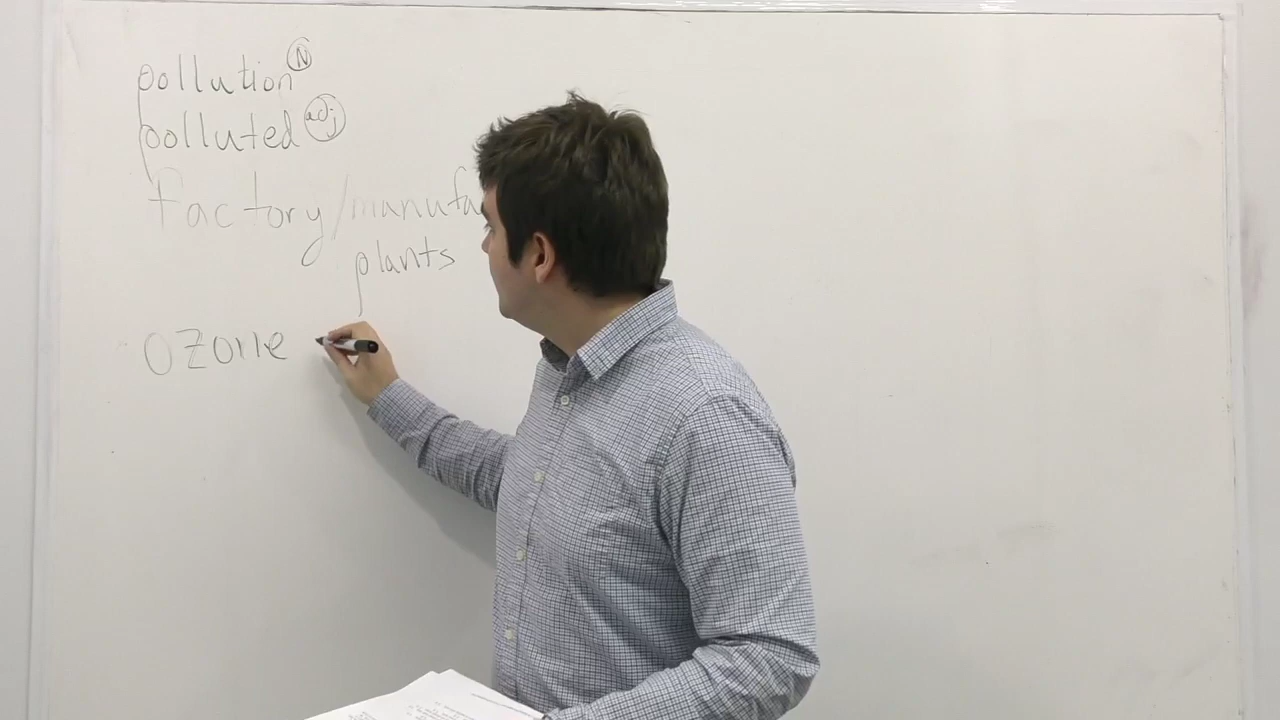 pollution N
polluted adj
factory/manufa
plants
ozone